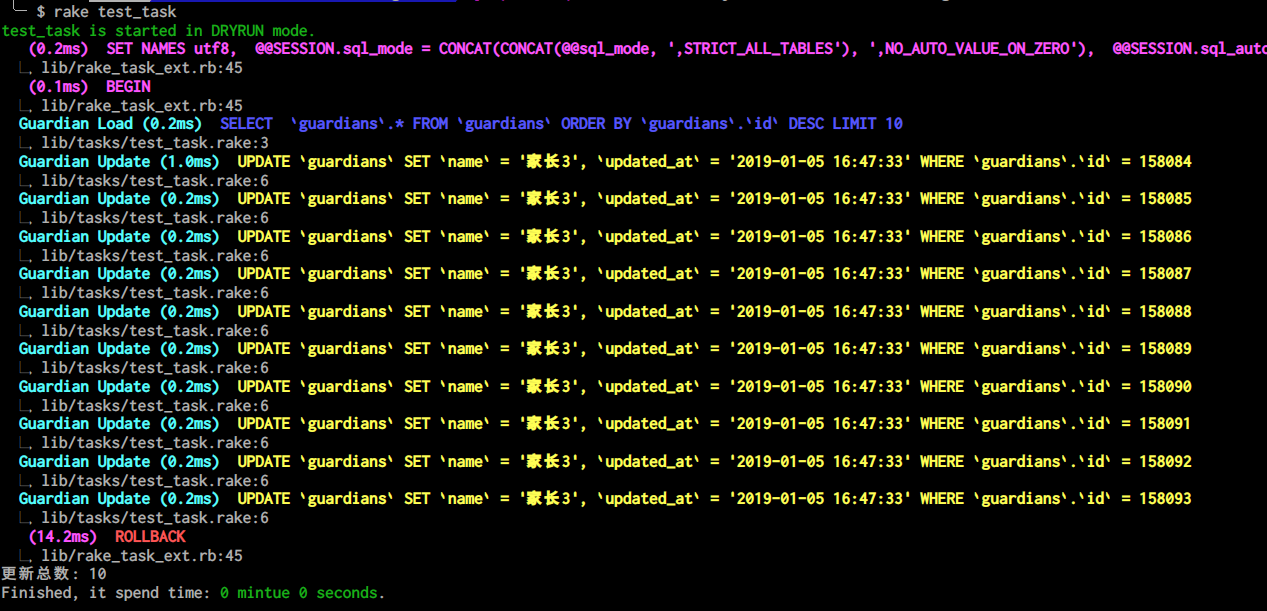 $ rake test_task
test_task is started in DRYRUN mode.
(0.2ms)  SET NAMES utf8,  @@SESSION.sql_mode = CONCAT(CONCAT(@@sql_mode, ',STRICT_ALL_TABLES'), ',NO_AUTO_VALUE_ON_ZERO'),  @@SESSION.sql_auto
↳ lib/rake_task_ext.rb:45
(0.1ms)  BEGIN
↳ lib/rake_task_ext.rb:45
Guardian Load (0.2ms)  SELECT  `guardians`.* FROM `guardians` ORDER BY `guardians`.`id` DESC LIMIT 10
↳ lib/tasks/test_task.rake:3
Guardian Update (1.0ms)  UPDATE `guardians` SET `name` = '家长3', `updated_at` = '2019-01-05 16:47:33' WHERE `guardians`.`id` = 158084
↳ lib/tasks/test_task.rake:6
Guardian Update (0.2ms)  UPDATE `guardians` SET `name` = '家长3', `updated_at` = '2019-01-05 16:47:33' WHERE `guardians`.`id` = 158085
↳ lib/tasks/test_task.rake:6
Guardian Update (0.2ms)  UPDATE `guardians` SET `name` = '家长3', `updated_at` = '2019-01-05 16:47:33' WHERE `guardians`.`id` = 158086
↳ lib/tasks/test_task.rake:6
Guardian Update (0.2ms)  UPDATE `guardians` SET `name` = '家长3', `updated_at` = '2019-01-05 16:47:33' WHERE `guardians`.`id` = 158087
↳ lib/tasks/test_task.rake:6
Guardian Update (0.2ms)  UPDATE `guardians` SET `name` = '家长3', `updated_at` = '2019-01-05 16:47:33' WHERE `guardians`.`id` = 158088
↳ lib/tasks/test_task.rake:6
Guardian Update (0.2ms)  UPDATE `guardians` SET `name` = '家长3', `updated_at` = '2019-01-05 16:47:33' WHERE `guardians`.`id` = 158089
↳ lib/tasks/test_task.rake:6
Guardian Update (0.2ms)  UPDATE `guardians` SET `name` = '家长3', `updated_at` = '2019-01-05 16:47:33' WHERE `guardians`.`id` = 158090
↳ lib/tasks/test_task.rake:6
Guardian Update (0.2ms)  UPDATE `guardians` SET `name` = '家长3', `updated_at` = '2019-01-05 16:47:33' WHERE `guardians`.`id` = 158091
↳ lib/tasks/test_task.rake:6
Guardian Update (0.2ms)  UPDATE `guardians` SET `name` = '家长3', `updated_at` = '2019-01-05 16:47:33' WHERE `guardians`.`id` = 158092
↳ lib/tasks/test_task.rake:6
Guardian Update (0.2ms)  UPDATE `guardians` SET `name` = '家长3', `updated_at` = '2019-01-05 16:47:33' WHERE `guardians`.`id` = 158093
↳ lib/tasks/test_task.rake:6
(14.2ms)  ROLLBACK
↳ lib/rake_task_ext.rb:45
更新总数: 10
Finished, it spend time: 0 mintue 0 seconds.